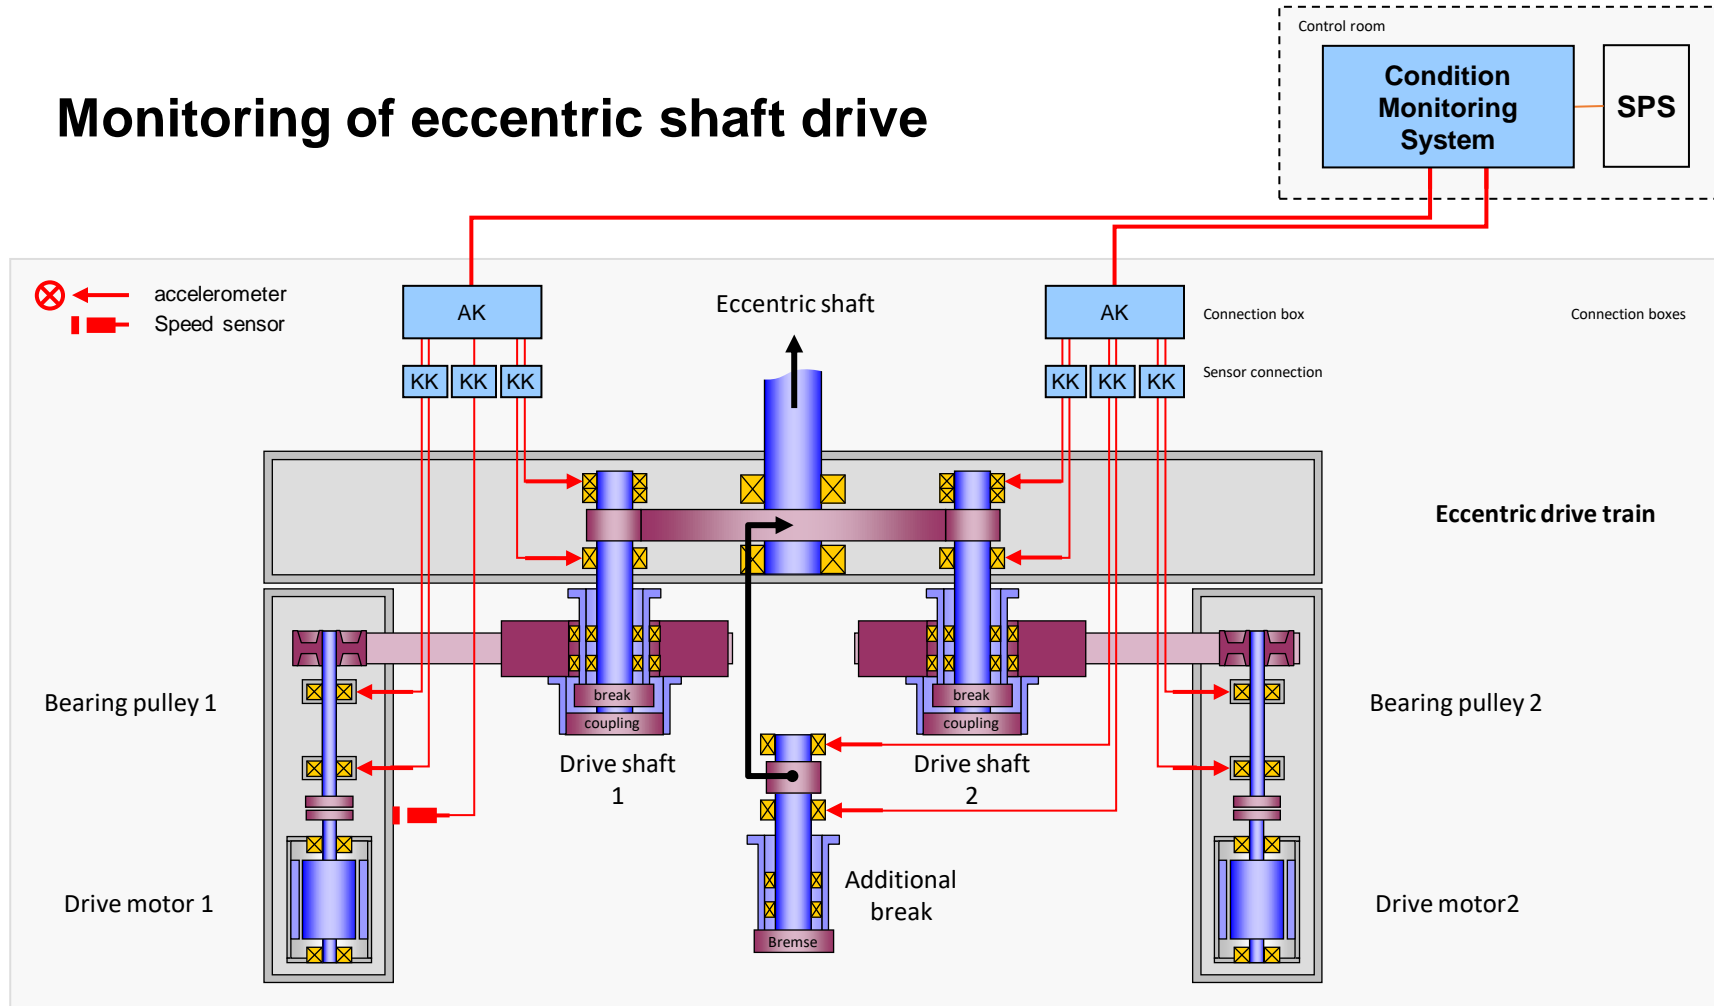 Control room
Condition
Monitoring
System
SPS
Monitoring of eccentric shaft drive
accelerometer
Speed sensor
AK
Eccentric shaft
AK
Connection box
Connection boxes
KK
KK
KK
KK
KK
KK
Sensor connection
Eccentric drive train
Bearing pulley 1
break
coupling
break
coupling
Bearing pulley 2
Drive shaft
1
Drive shaft
2
Drive motor 1
Additional
break
Bremse
Drive motor2